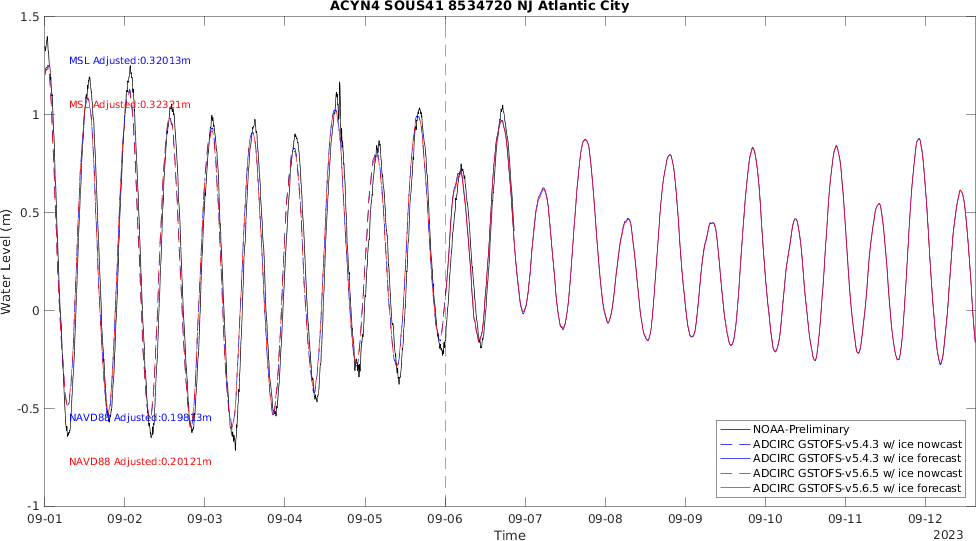 ACYN4 SOUS41 8534720 NJ Atlantic City
1.5
1
0.5
0
-0.5
-1
Water Level (m)
MSL Adjusted:0.32013m
MSL Adjusted:0.32321m
NAVD88 Adjusted:0.19813m
NAVD88 Adjusted:0.20121m
NOAA-Preliminary
ADCIRC GSTOFS-v5.4.3 w/ ice nowcast
ADCIRC GSTOFS-v5.4.3 w/ ice forecast
ADCIRC GSTOFS-v5.6.5 w/ ice nowcast
ADCIRC GSTOFS-v5.6.5 w/ ice forecast
09-01 09-02 09-03 09-04 09-05 09-06 09-07 09-08 09-09 09-10 09-11 09-12
Time
2023